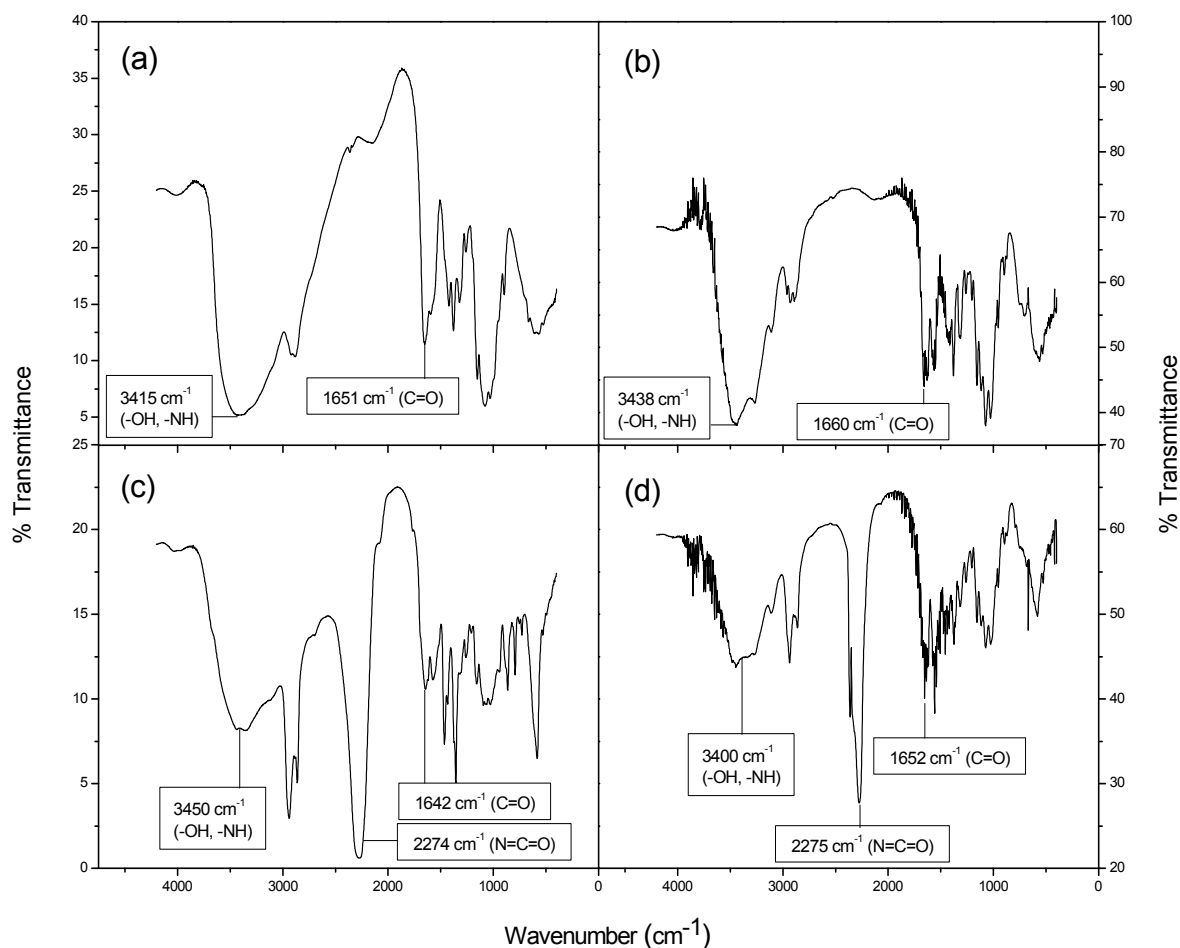 (a)
(b)
(c)
(d)
% Transmittance
% Transmittance
40
35
30
25
20
15
10
5
25
20
15
10
5
0
100
90
80
70
60
50
40
70
60
50
40
30
20
3415 cm⁻¹
(-OH, -NH)
1651 cm⁻¹ (C=O)
3438 cm⁻¹
(-OH, -NH)
1660 cm⁻¹ (C=O)
3450 cm⁻¹
(-OH, -NH)
1642 cm⁻¹ (C=O)
2274 cm⁻¹ (N=C=O)
3400 cm⁻¹
(-OH, -NH)
1652 cm⁻¹ (C=O)
2275 cm⁻¹ (N=C=O)
4000 3000 2000 1000 0 4000 3000 2000 1000 0
Wavenumber (cm⁻¹)